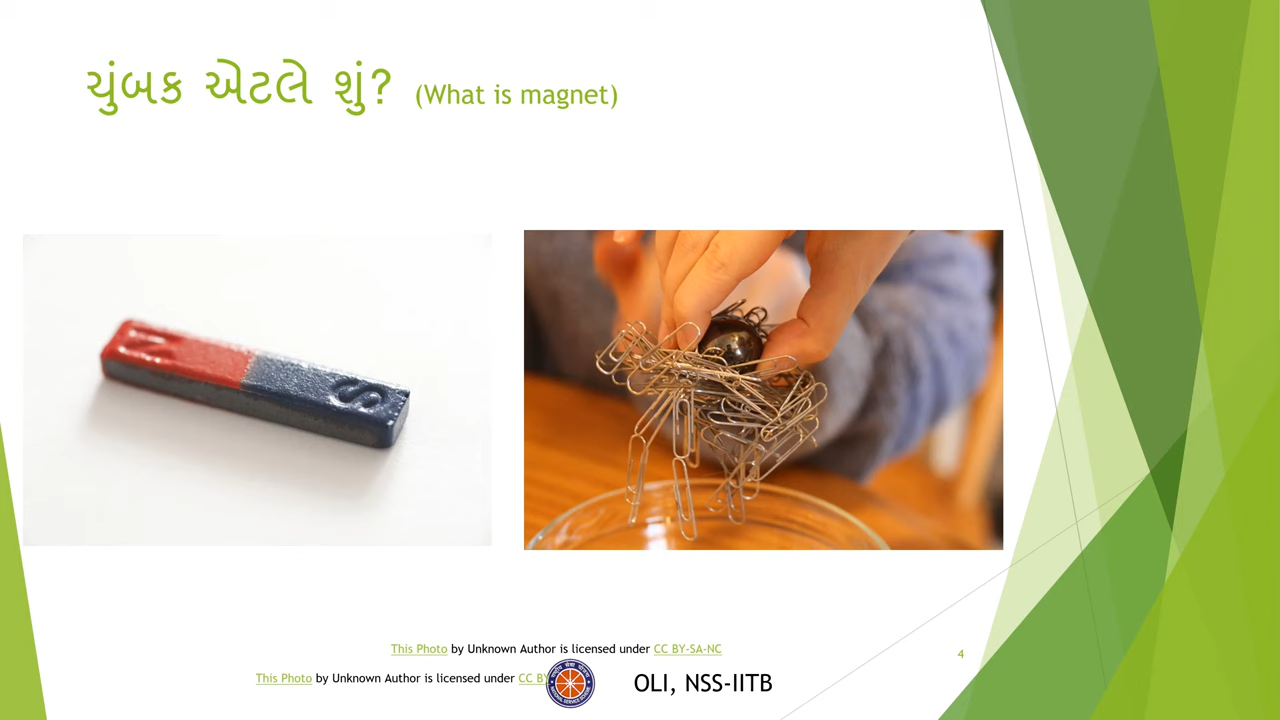 ચુંબક એટલે શું? (What is magnet)
N
S
This Photo by Unknown Author is licensed under CC BY-SA-NC
4
This Photo by Unknown Author is licensed under CC BY
OLI, NSS-IITB